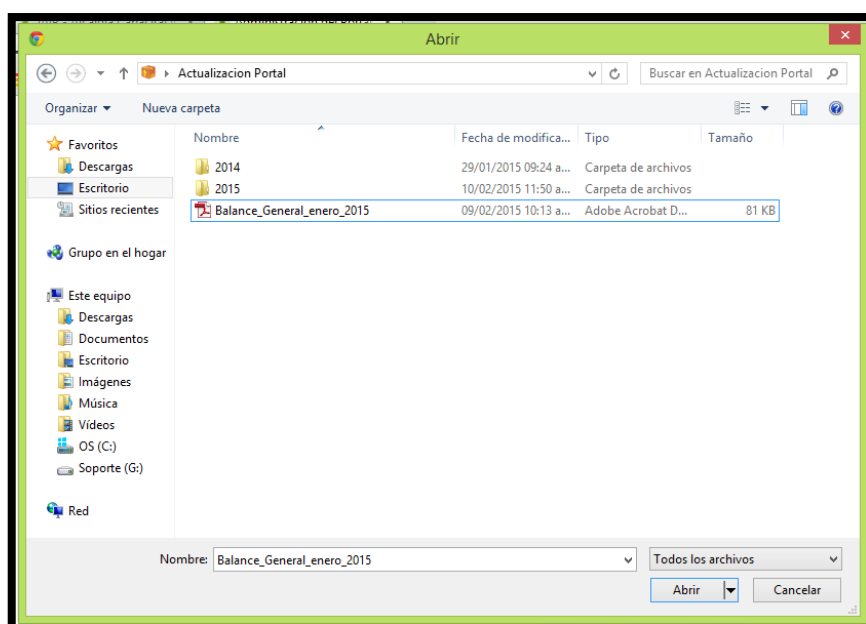 Abrir
Actualizacion Portal
Buscar en Actualizacion Portal
Organizar
Nueva carpeta
Nombre Fecha de modifica... Tipo Tamaño
2014 29/01/2015 09:24 a... Carpeta de archivos
2015 10/02/2015 11:50 a... Carpeta de archivos
Balance_General_enero_2015 09/02/2015 10:13 a... Adobe Acrobat D... 81 KB
Favoritos
Descargas
Escritorio
Sitios recientes
Grupo en el hogar
Este equipo
Descargas
Documentos
Escritorio
Imágenes
Música
Vídeos
OS (C:)
Soporte (G:)
Red
Nombre: Balance_General_enero_2015 Todos los archivos
Abrir Cancelar